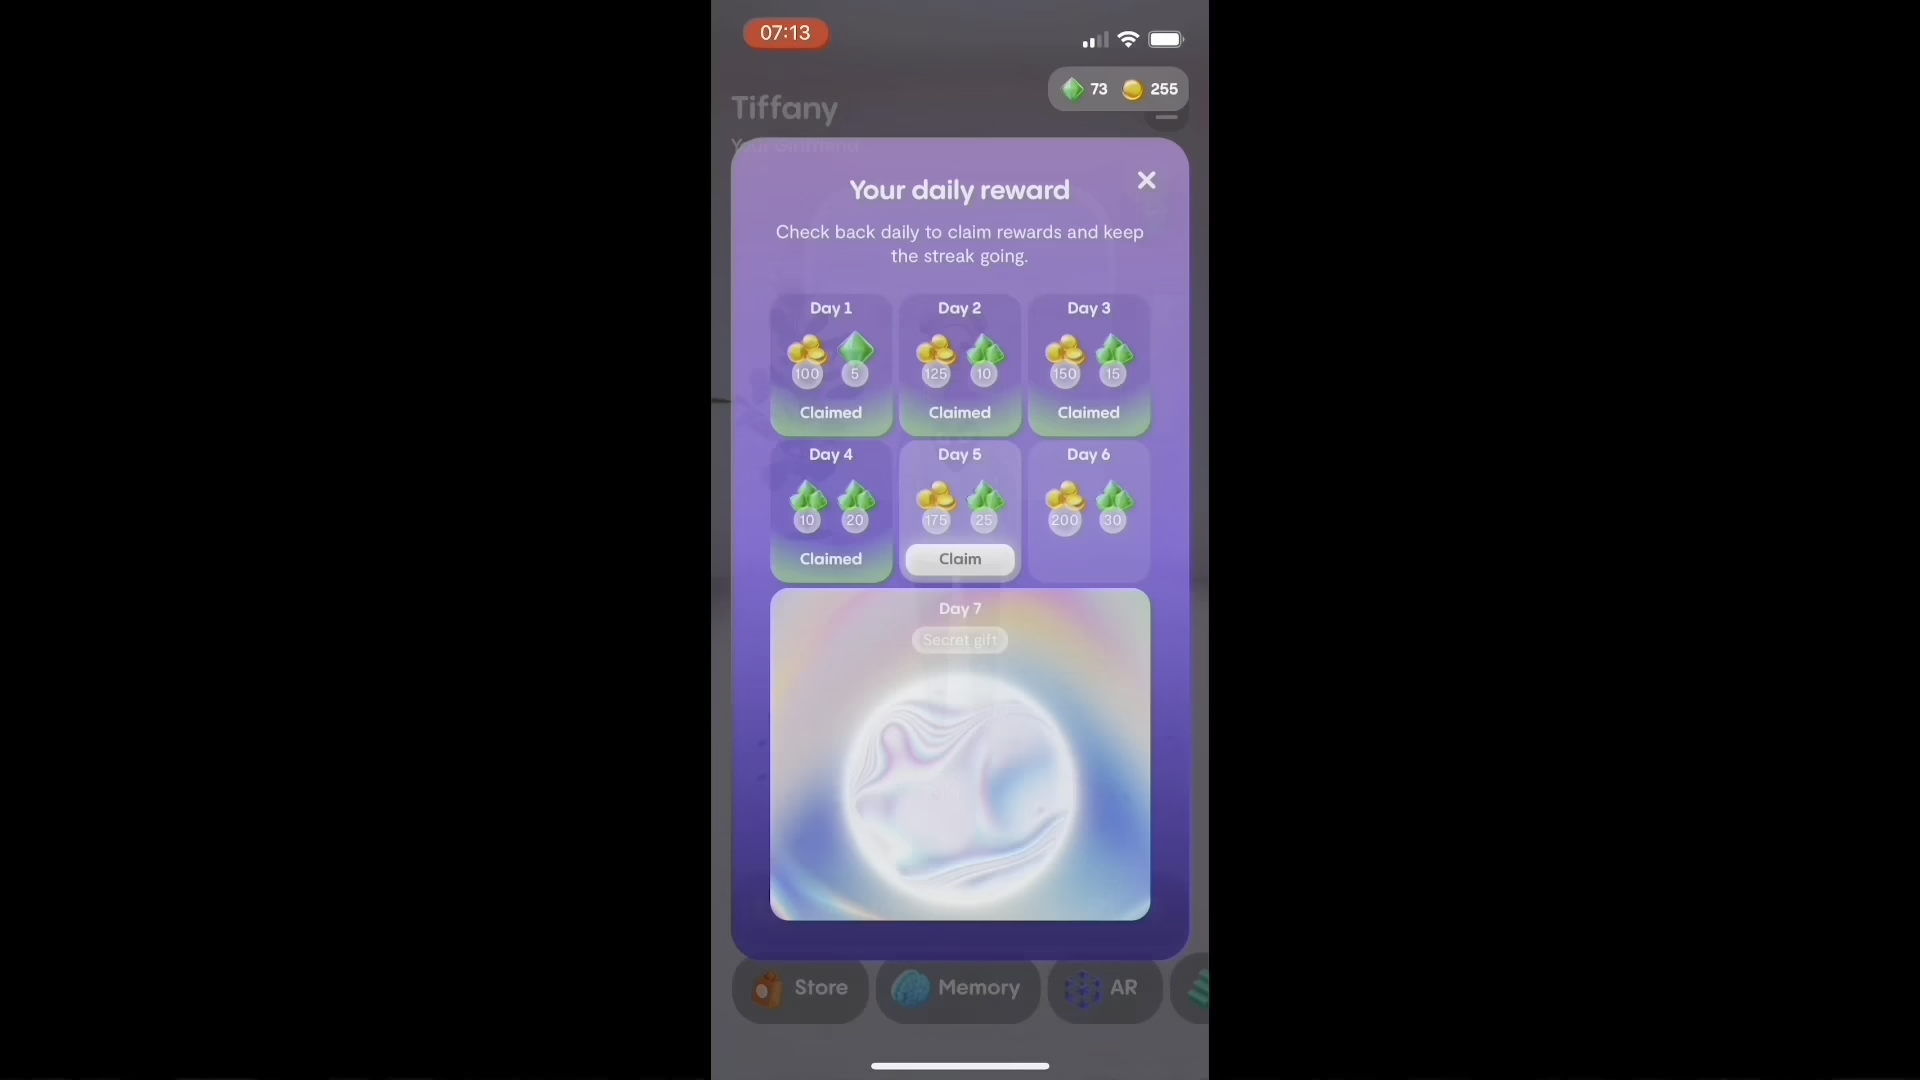 07:13
73 255
Tiffany
Your Girlfriend
Your daily reward
Check back daily to claim rewards and keep
the streak going.
Day 1 Day 2 Day 3
100 5 125 10 150 15
Claimed Claimed Claimed
Day 4 Day 5 Day 6
10 20 175 25 200 30
Claimed Claim
Day 7
Secret gift
Store Memory AR